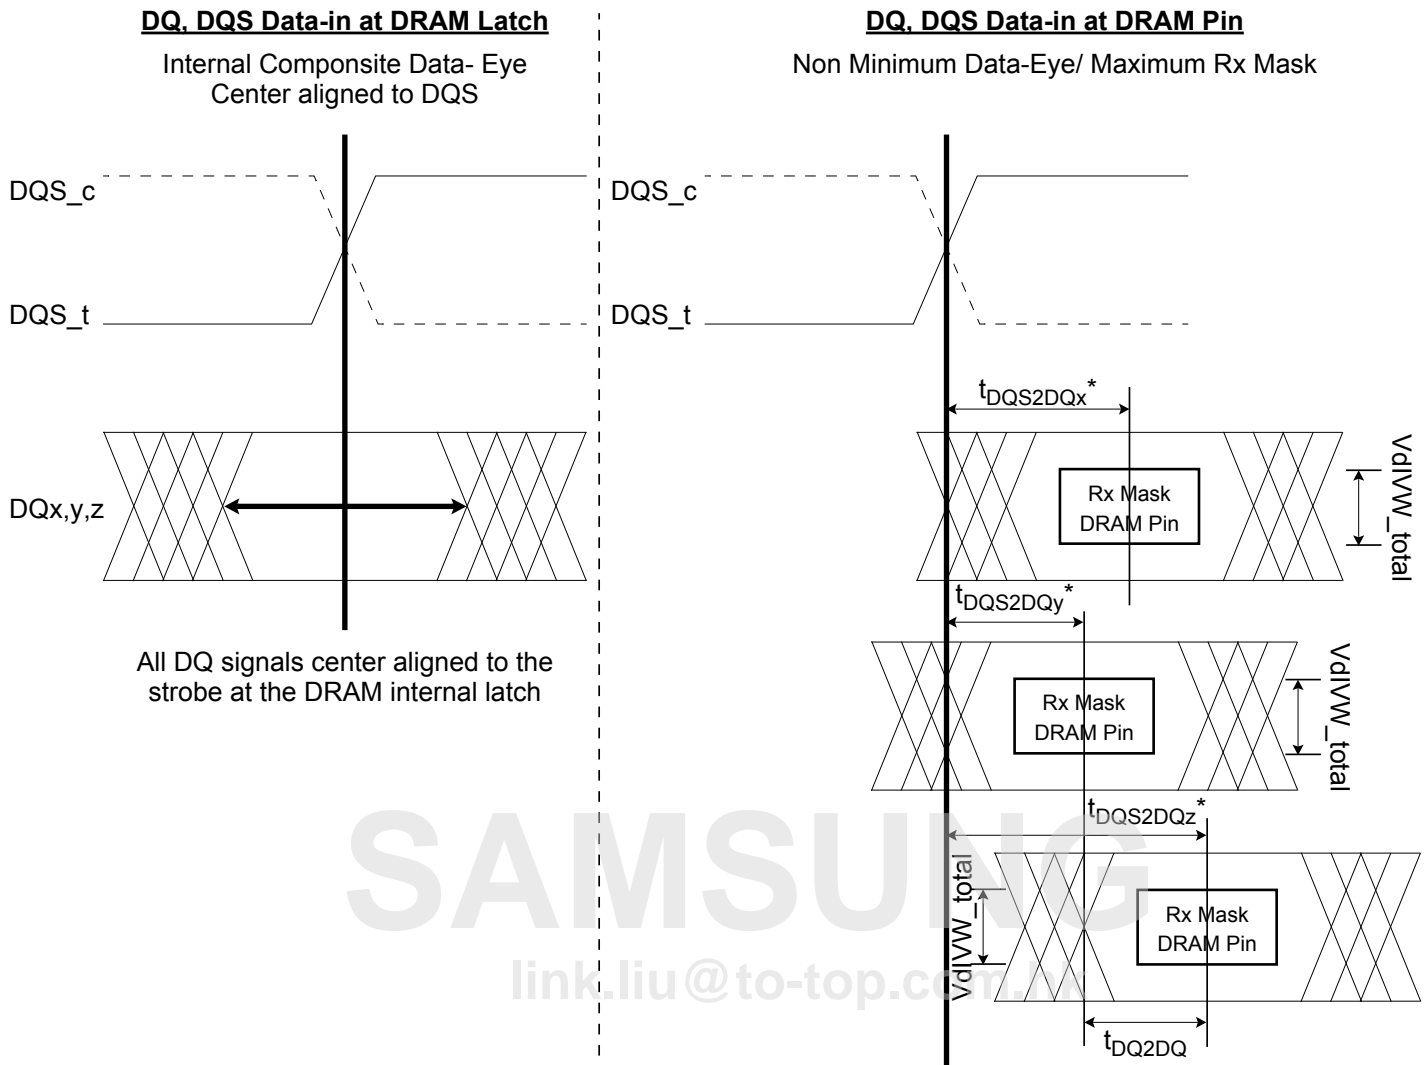 DQ, DQS Data-in at DRAM Latch
Internal Componsite Data- Eye
Center aligned to DQS
DQS_c
DQS_t
DQx,y,z
All DQ signals center aligned to the
strobe at the DRAM internal latch
DQ, DQS Data-in at DRAM Pin
Non Minimum Data-Eye/ Maximum Rx Mask
DQS_c
DQS_t
tDQS2DQx*
Rx Mask
DRAM Pin
VdIVW_total
tDQS2DQy*
Rx Mask
DRAM Pin
VdIVW_total
tDQS2DQz*
VdIVW_total
Rx Mask
DRAM Pin
tDQ2DQ
SAMSUNG
link.liu@to-top.com.hk